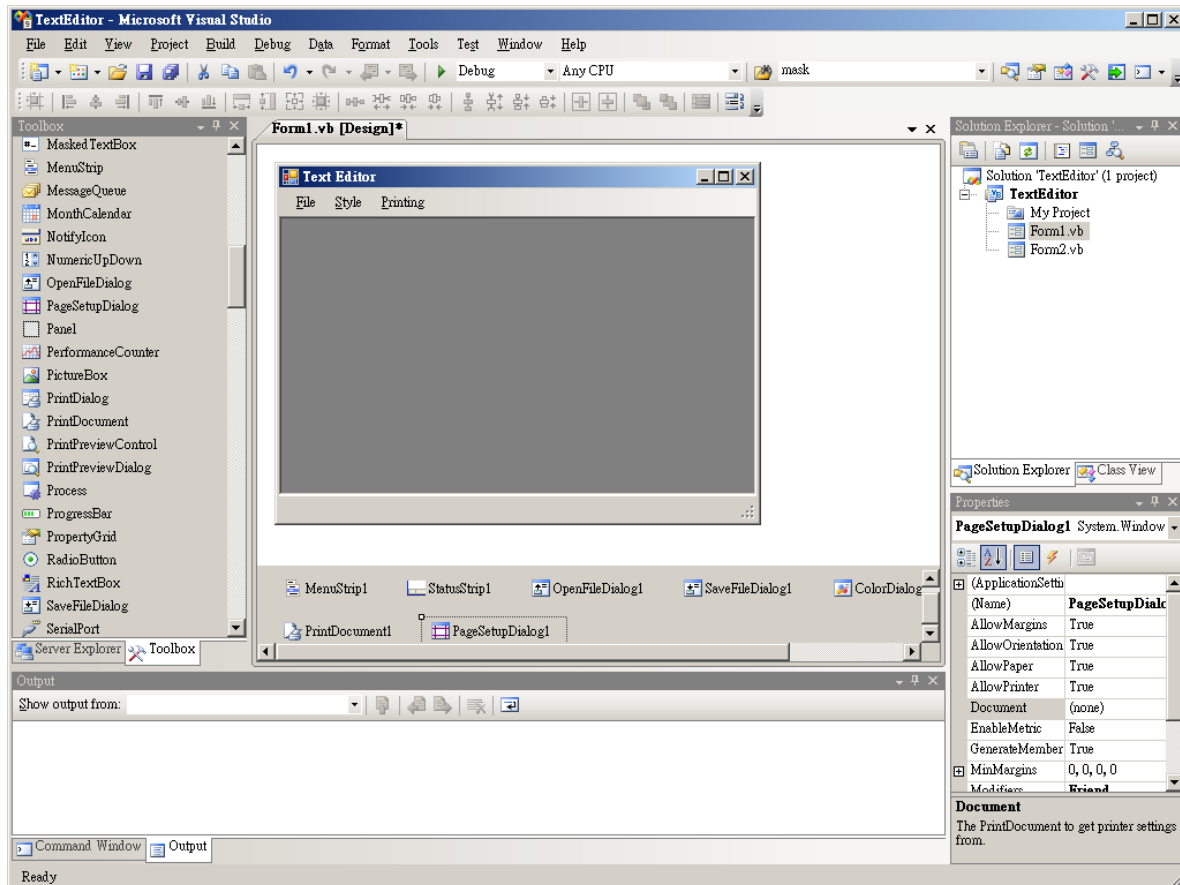 TextEditor - Microsoft Visual Studio
File Edit View Project Build Debug Data Format Tools Test Window Help
Debug Any CPU mask
Toolbox
MaskedTextBox
MenuStrip
MessageQueue
MonthCalendar
NotifyIcon
NumericUpDown
OpenFileDialog
PageSetupDialog
Panel
PerformanceCounter
PictureBox
PrintDialog
PrintDocument
PrintPreviewControl
PrintPreviewDialog
Process
ProgressBar
PropertyGrid
RadioButton
RichTextBox
SaveFileDialog
SerialPort
Server Explorer Toolbox
Form1.vb [Design]*
Text Editor
File Style Printing
MenuStrip1 StatusStrip1 OpenFileDialog1 SaveFileDialog1 ColorDialog
PrintDocument1 PageSetupDialog1
Solution Explorer - Solution '...
Solution 'TextEditor' (1 project)
TextEditor
My Project
Form1.vb
Form2.vb
Solution Explorer Class View
Properties
PageSetupDialog1 System.Window
(ApplicationSettin
(Name) PageSetupDialc
AllowMargins True
AllowOrientation True
AllowPaper True
AllowPrinter True
Document (none)
EnableMetric False
GenerateMember True
MinMargins 0, 0, 0, 0
Modifiers Friend
Document
The PrintDocument to get printer settings
from.
Output
Show output from:
Command Window Output
Ready